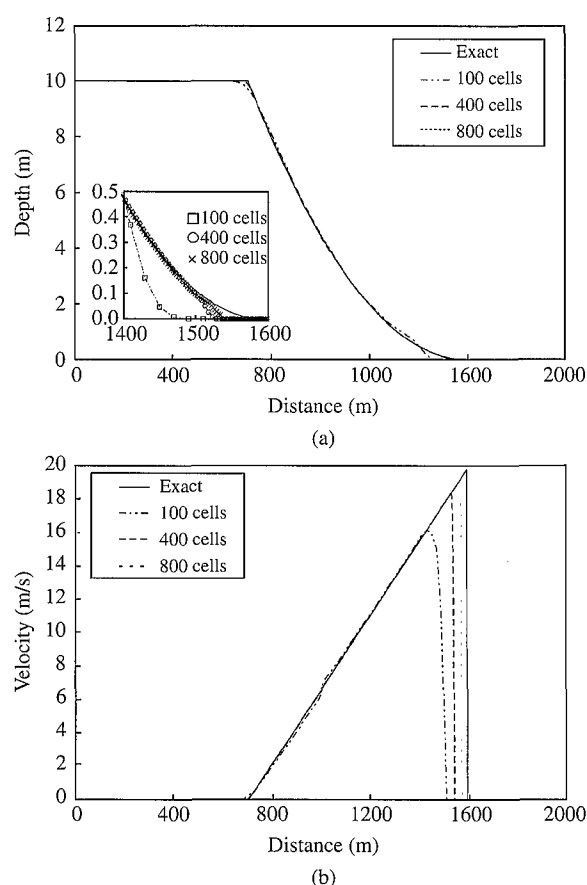 12
10
8
6
4
2
0
Depth (m)
Exact
100 cells
400 cells
800 cells
0.5
0.4
0.3
0.2
0.1
0.0
100 cells
400 cells
800 cells
1400 1500 1600
0 400 800 1000 1600 2000
Distance (m)
(a)
20
18
16
14
12
10
8
6
4
2
0
Velocity (m/s)
Exact
100 cells
400 cells
800 cells
0 400 800 1200 1600 2000
Distance (m)
(b)